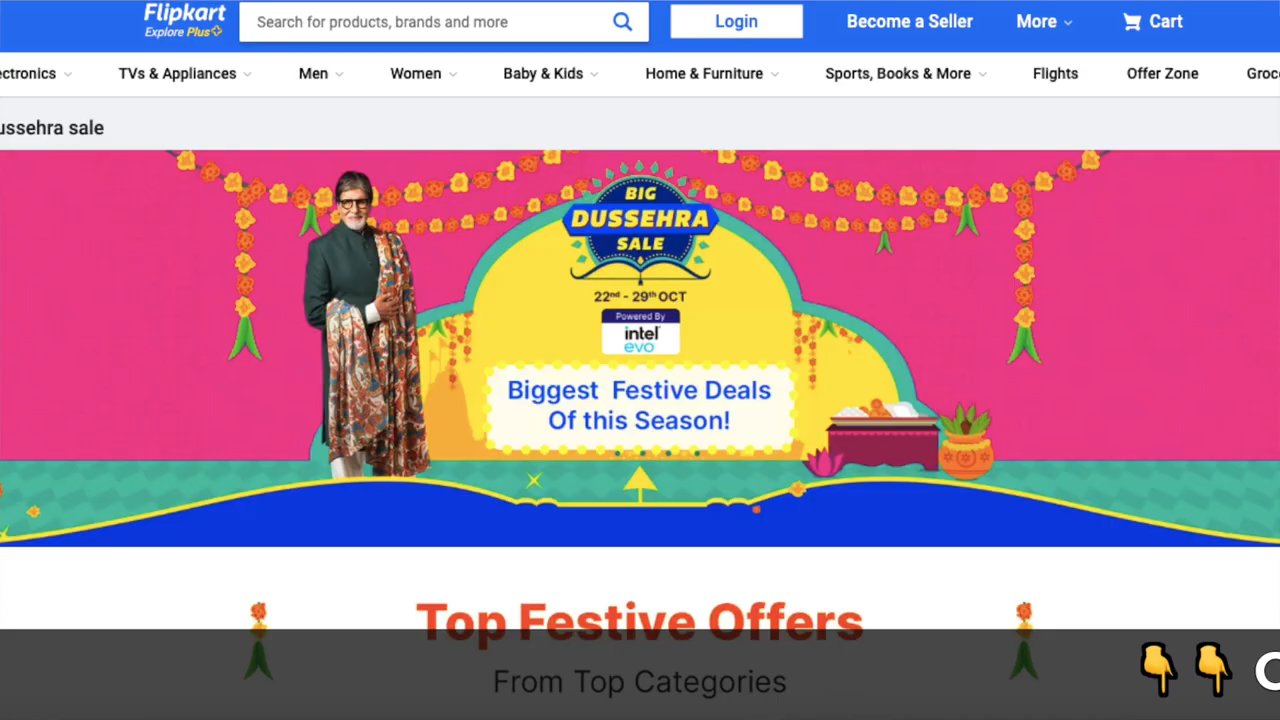 Flipkart
Explore Plus
Search for products, brands and more
Login
Become a Seller
More
Cart
ectronics
TVs & Appliances
Men
Women
Baby & Kids
Home & Furniture
Sports, Books & More
Flights
Offer Zone
Groc
ussehra sale
BIG
DUSSEHRA
SALE
22nd - 29th OCT
Powered By
intel
evo
Biggest Festive Deals
Of this Season!
Top Festive Offers
From Top Categories